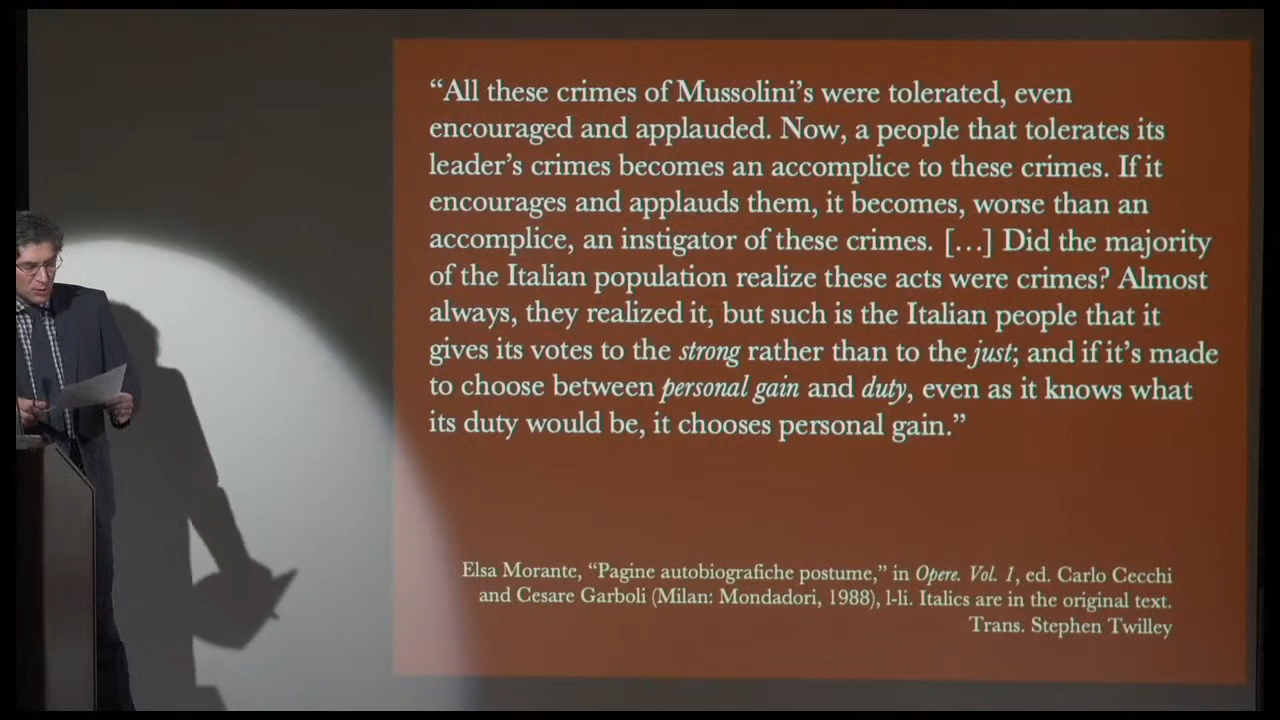 “All these crimes of Mussolini’s were tolerated, even
encouraged and applauded. Now, a people that tolerates its
leader’s crimes becomes an accomplice to these crimes. If it
encourages and applauds them, it becomes, worse than an
accomplice, an instigator of these crimes. […] Did the majority
of the Italian population realize these acts were crimes? Almost
always, they realized it, but such is the Italian people that it
gives its votes to the strong rather than to the just; and if it’s made
to choose between personal gain and duty, even as it knows what
its duty would be, it chooses personal gain.”
Elsa Morante, “Pagine autobiografiche postume,” in Opere. Vol. 1, ed. Carlo Cecchi
and Cesare Garboli (Milan: Mondadori, 1988), l-li. Italics are in the original text.
Trans. Stephen Twilley